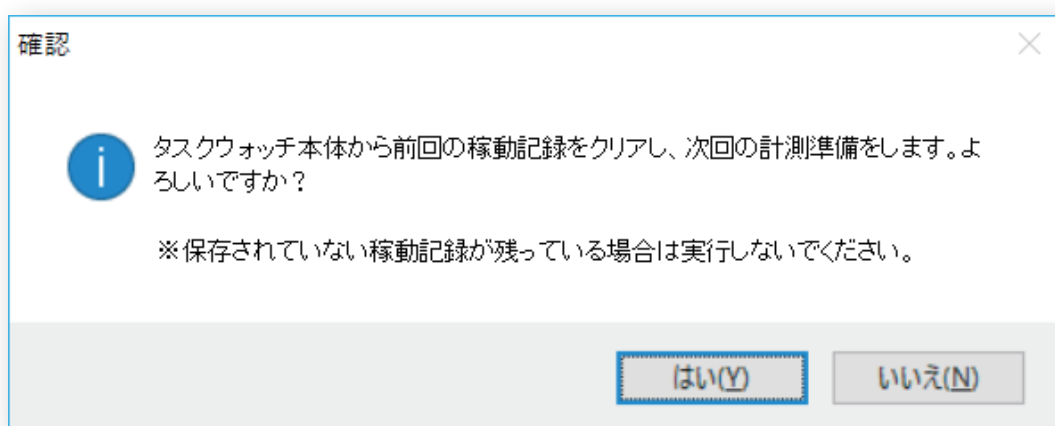 確認
タスクウォッチ本体から前回の稼動記録をクリアし、次回の計測準備をします。よ
ろしいですか？
※保存されていない稼動記録が残っている場合は実行しないでください。
はい(Y) いいえ(N)